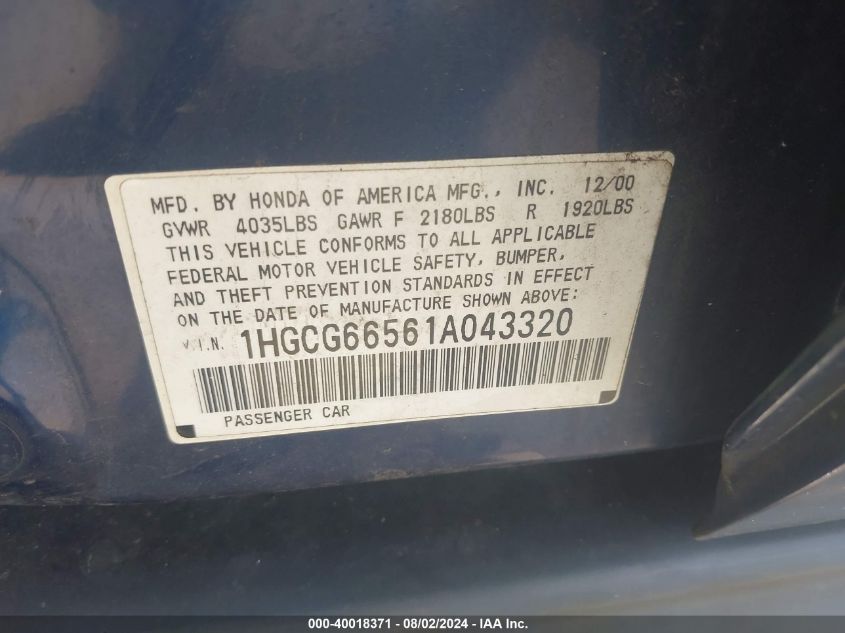 MFD. BY HONDA OF AMERICA MFG., INC. 12/00
GVWR 4035LBS GAWR F 2180LBS R 1920LBS
THIS VEHICLE CONFORMS TO ALL APPLICABLE
FEDERAL MOTOR VEHICLE SAFETY, BUMPER,
AND THEFT PREVENTION STANDARDS IN EFFECT
ON THE DATE OF MANUFACTURE SHOWN ABOVE:
V.I.N. 1HGCG66561A043320
PASSENGER CAR
000-40018371 - 08/02/2024 - IAA Inc.